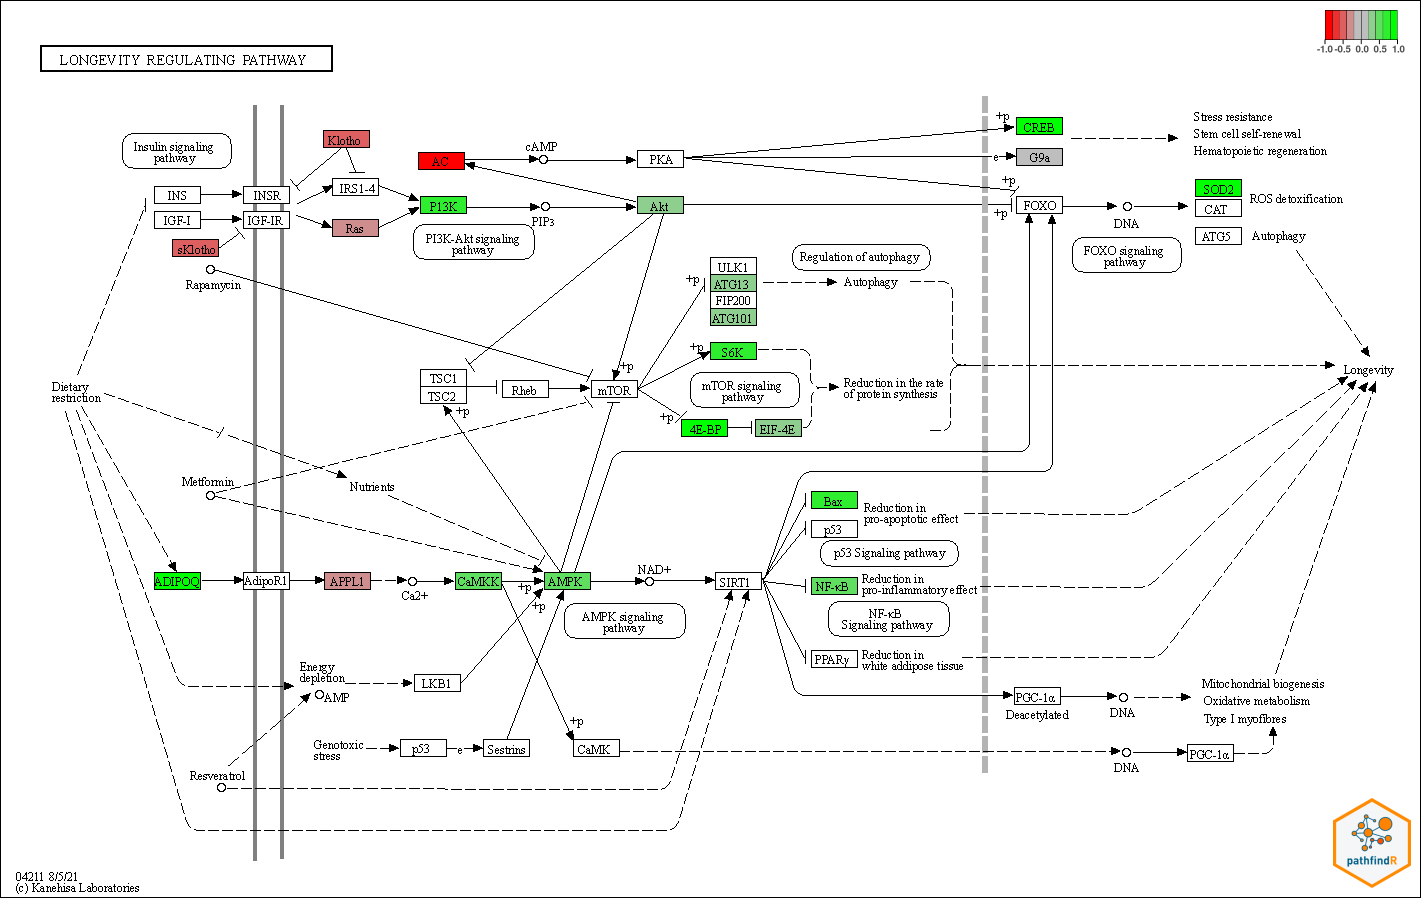 LONGEVITY REGULATING PATHWAY
-1.0 -0.5 0.0 0.5 1.0
Insulin signaling
pathway
Klotho
AC
cAMP
PKA
+p
CREB
e
G9a
Stress resistance
Stem cell self-renewal
Hematopoietic regeneration
INS
INSR
IRS1-4
P13K
PIP3
Akt
+p
+p
FOXO
DNA
SOD2
CAT
ROS detoxification
IGF-I
IGF-IR
Ras
sKlotho
PI3K-Akt signaling
pathway
FOXO signaling
pathway
ATG5
Autophagy
Rapamycin
Regulation of autophagy
+p
ULK1
ATG13
FIP200
ATG101
Autophagy
+p
S6K
+p
TSC1
TSC2
+p
Rheb
mTOR
mTOR signaling
pathway
Reduction in the rate
of protein synthesis
+p
4E-BP
EIF-4E
Longevity
Dietary
restriction
Metformin
Nutrients
Bax
Reduction in
pro-apoptotic effect
p53
p53 Signaling pathway
ADIPOQ
AdipoR1
APPL1
Ca2+
CaMKK
+p
+p
AMPK
NAD+
SIRT1
NF-κB
Reduction in
pro-inflammatory effect
NF-κB
Signaling pathway
AMPK signaling
pathway
PPARγ
Reduction in
white addipose tissue
Energy
depletion
AMP
LKB1
PGC-1α
Deacetylated
DNA
Mitochondrial biogenesis
Oxidative metabolism
Type I myofibres
+p
Genotoxic
stress
p53
e
Sestrins
CaMK
DNA
PGC-1α
Resveratrol
pathfindR
04211 8/5/21
(c) Kanehisa Laboratories